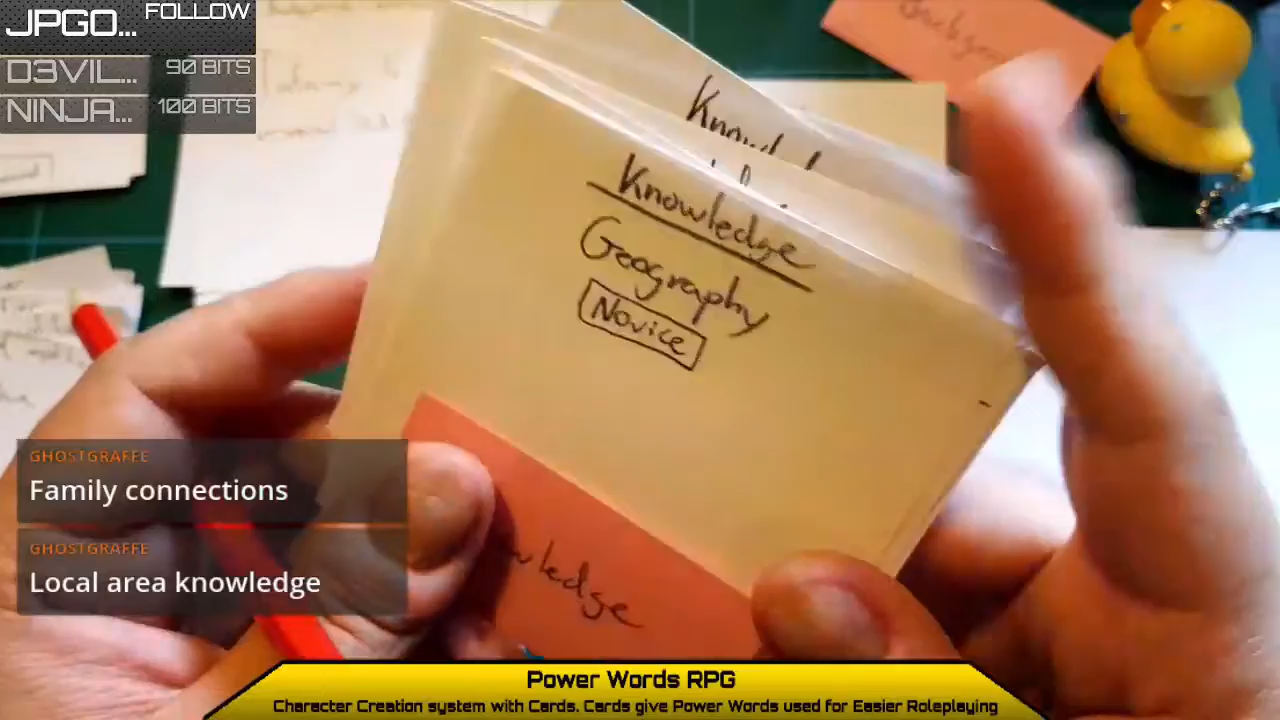 JPGO... FOLLOW
D3VIL... 90 BITS
NINJA... 100 BITS
Knowledge
Geography
Novice
GHOSTGRAFFE
Family connections
GHOSTGRAFFE
Local area knowledge
wledge
Power Words RPG
Character Creation system with Cards. Cards give Power Words used for Easier Roleplaying